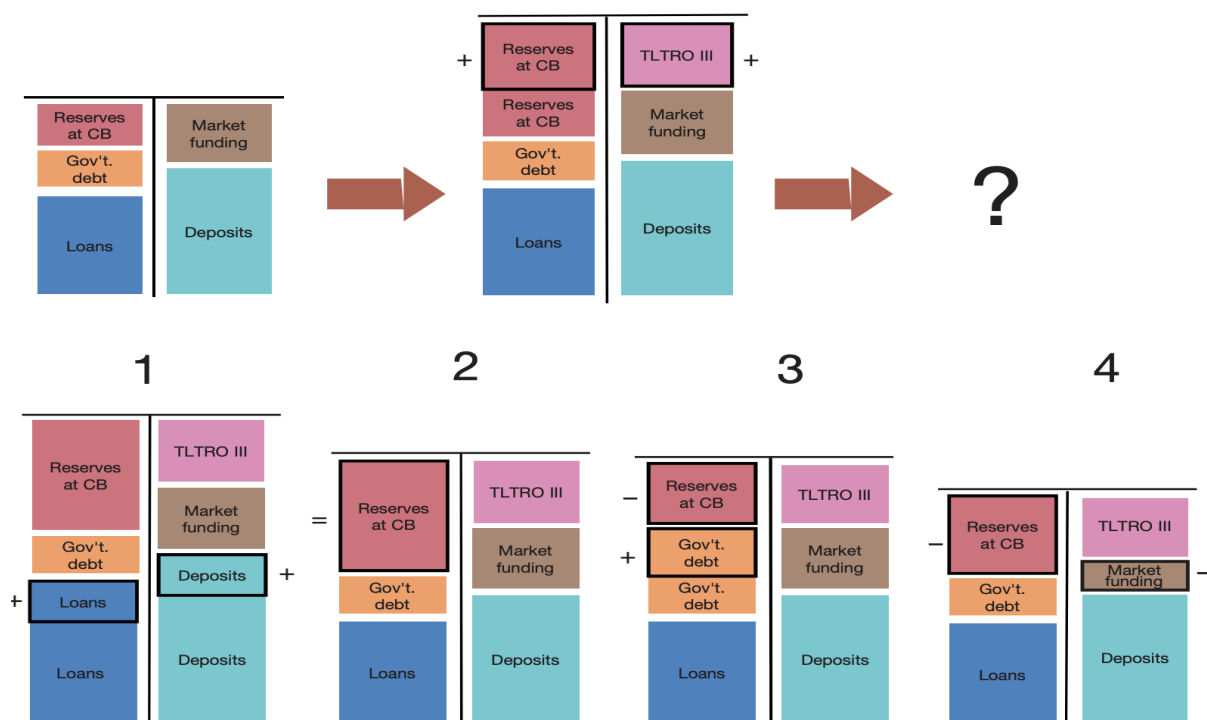 +
Reserves
at CB
TLTRO III
+
Reserves
at CB
Market
funding
Reserves
at CB
Market
funding
Gov't.
debt
Gov't.
debt
Loans
Deposits
Loans
Deposits
?
1
2
3
4
Reserves
at CB
TLTRO III
Market
funding
Gov't.
debt
+
Loans
Deposits
+
Loans
Deposits
=
Reserves
at CB
TLTRO III
Market
funding
Gov't.
debt
Loans
Deposits
–
Reserves
at CB
TLTRO III
+
Gov't.
debt
Market
funding
Gov't.
debt
Loans
Deposits
–
Reserves
at CB
TLTRO III
Market
funding
–
Gov't.
debt
Loans
Deposits